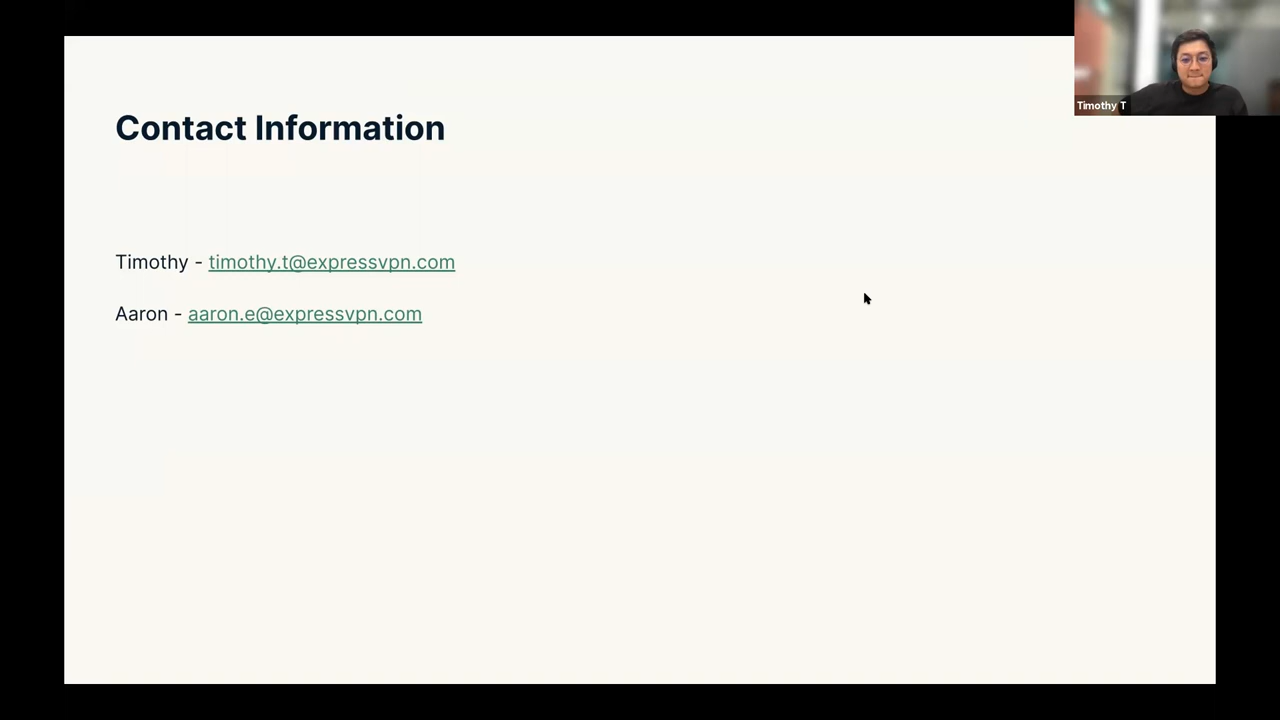 Timothy T
Contact Information
Timothy - timothy.t@expressvpn.com
Aaron - aaron.e@expressvpn.com